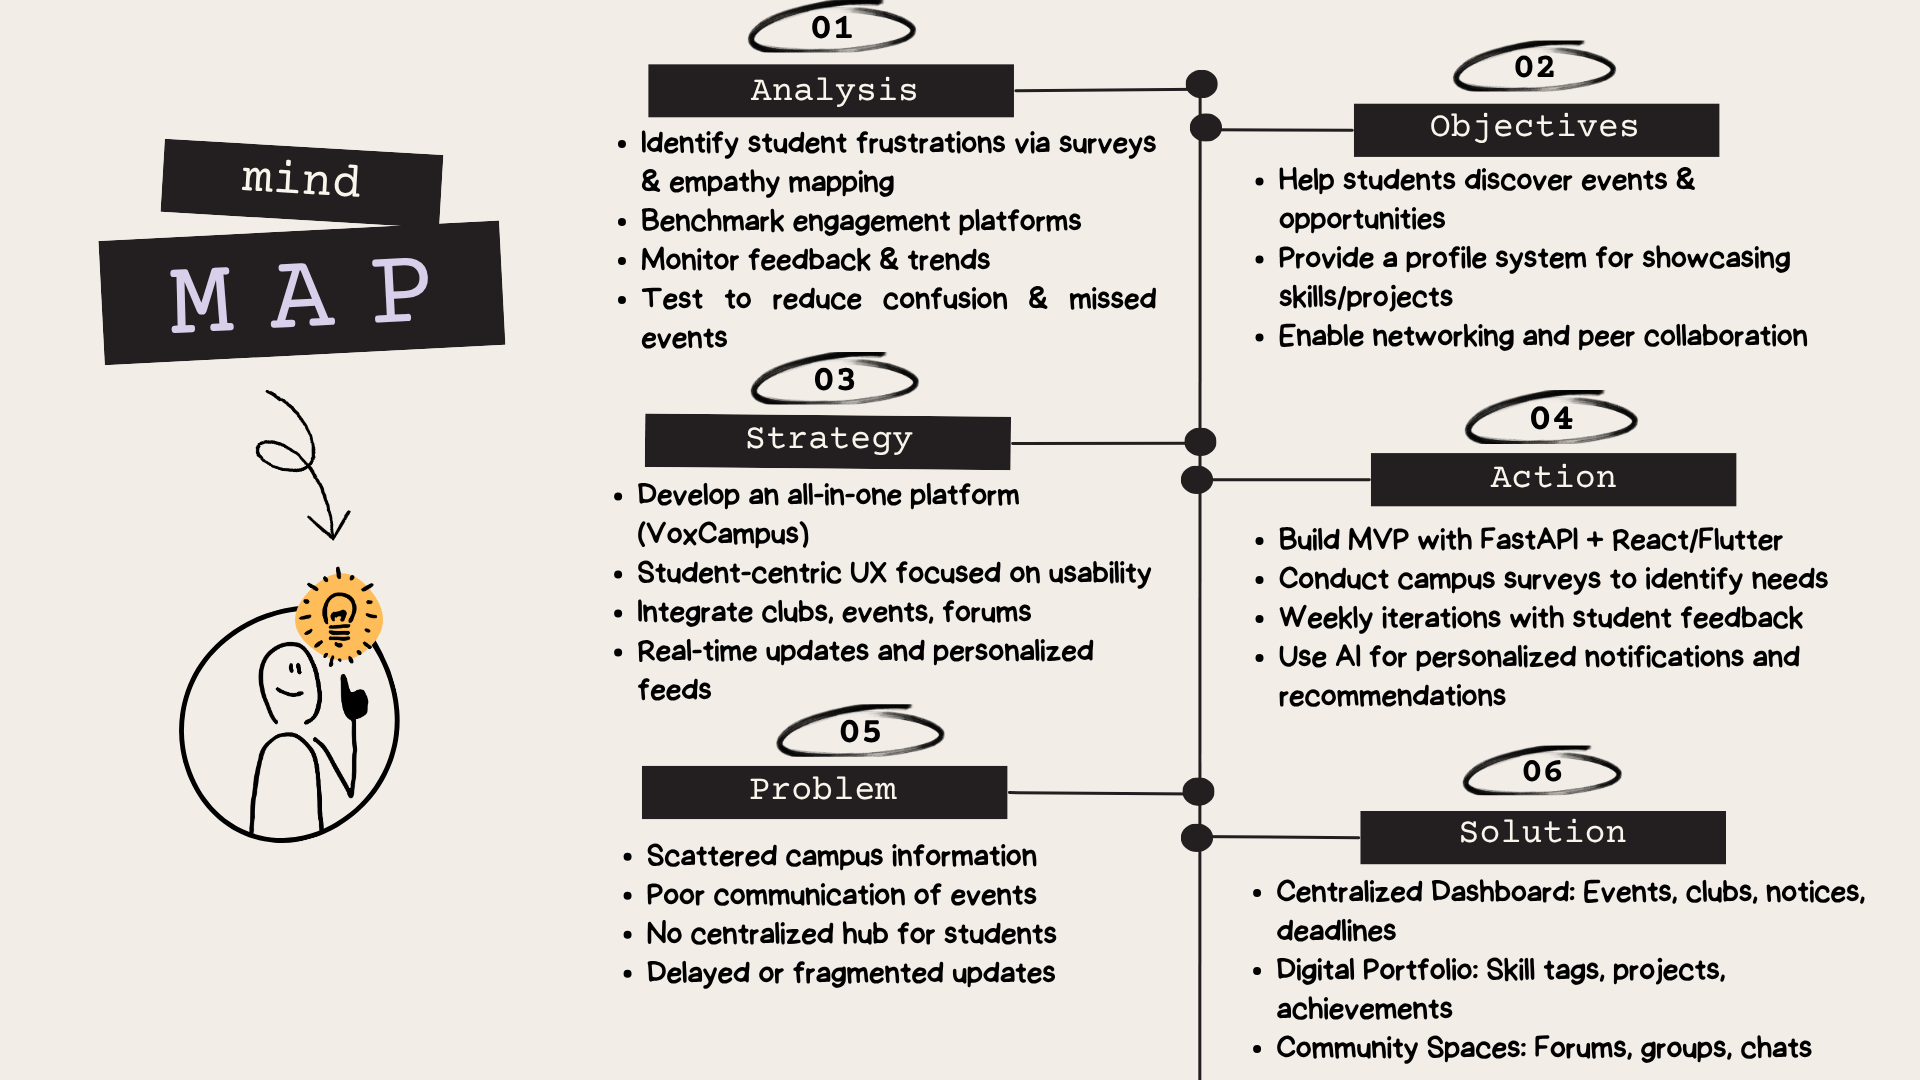 mind
MAP
01
Analysis
• Identify student frustrations via surveys
& empathy mapping
• Benchmark engagement platforms
• Monitor feedback & trends
• Test to reduce confusion & missed
events
02
Objectives
• Help students discover events &
opportunities
• Provide a profile system for showcasing
skills/projects
• Enable networking and peer collaboration
03
Strategy
• Develop an all-in-one platform
(VoxCampus)
• Student-centric UX focused on usability
• Integrate clubs, events, forums
• Real-time updates and personalized
feeds
04
Action
• Build MVP with FastAPI + React/Flutter
• Conduct campus surveys to identify needs
• Weekly iterations with student feedback
• Use AI for personalized notifications and
recommendations
05
Problem
• Scattered campus information
• Poor communication of events
• No centralized hub for students
• Delayed or fragmented updates
06
Solution
• Centralized Dashboard: Events, clubs, notices,
deadlines
• Digital Portfolio: Skill tags, projects,
achievements
• Community Spaces: Forums, groups, chats